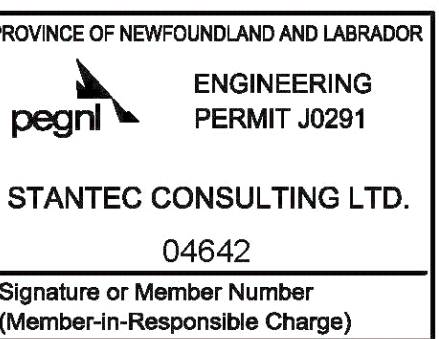 PROVINCE OF NEWFOUNDLAND AND LABRADOR
pegnl
ENGINEERING
PERMIT J0291
STANTEC CONSULTING LTD.
04642
Signature or Member Number
(Member-in-Responsible Charge)